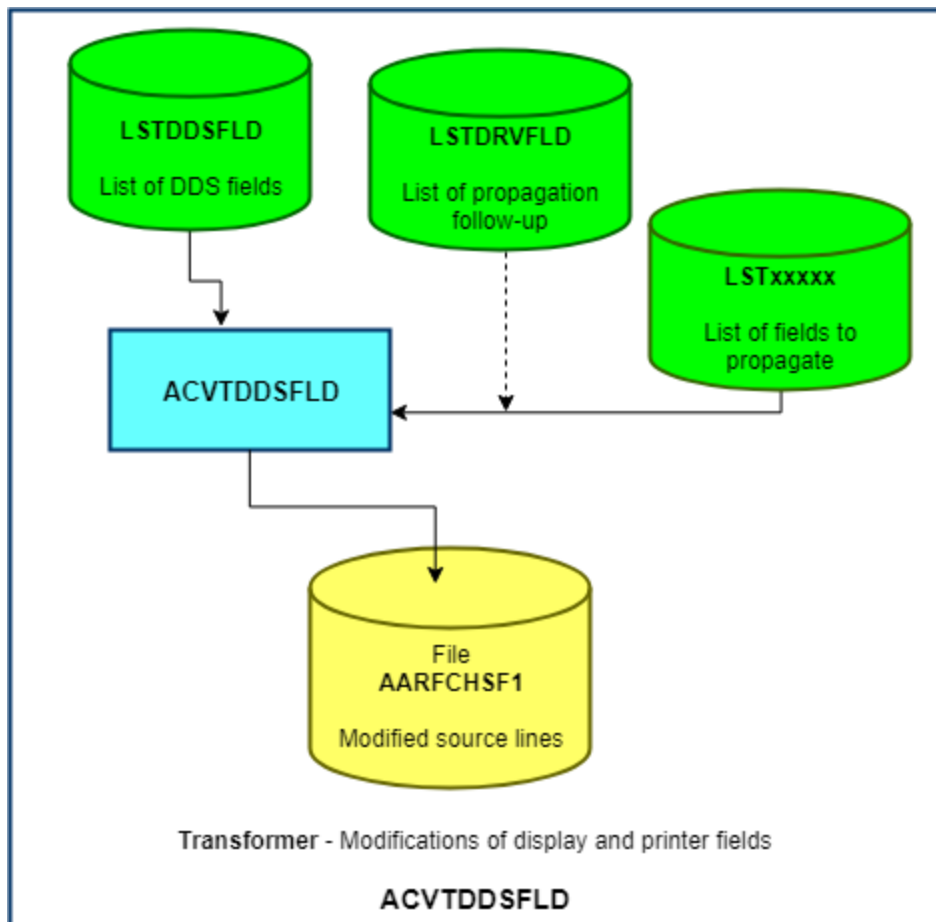 LSTDDSFLD
List of DDS fields
LSTDRVFLD
List of propagation
follow-up
LSTxxxxx
List of fields to
propagate
ACVTDDSFLD
File
AARFCHSF1
Modified source lines
Transformer - Modifications of display and printer fields
ACVTDDSFLD